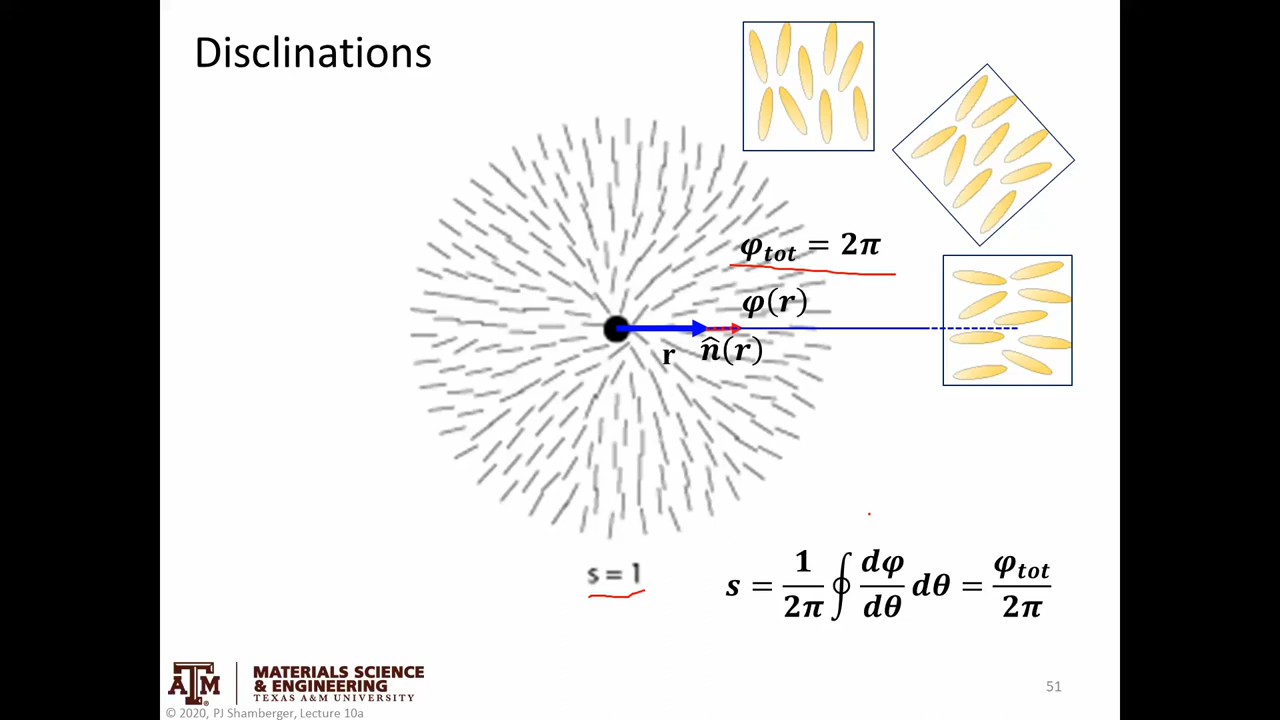 Disclinations
φ_tot = 2π
φ(r)
r
n̂(r)
s = 1
s = 1/2π ∮ dφ/dθ dθ = φ_tot/2π
ATM
MATERIALS SCIENCE
& ENGINEERING
TEXAS A&M UNIVERSITY
51
© 2020, PJ Shamberger, Lecture 10a